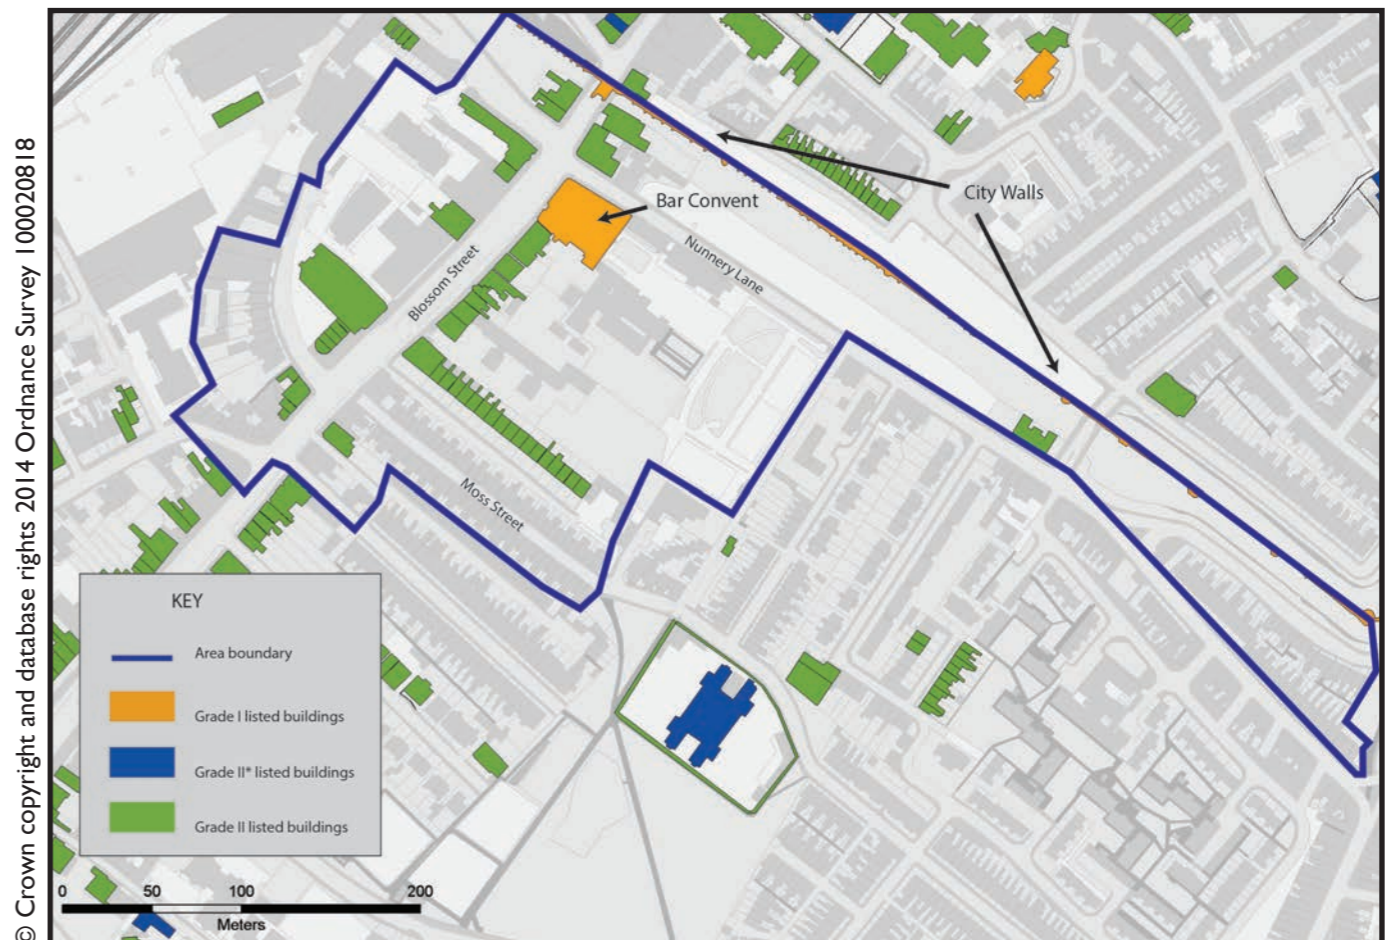 © Crown copyright and database rights 2014 Ordnance Survey 100020818
City Walls
Bar Convent
Nunnery Lane
Blossom Street
Moss Street
KEY
Area boundary
Grade I listed buildings
Grade II* listed buildings
Grade II listed buildings
0 50 100 200
Meters